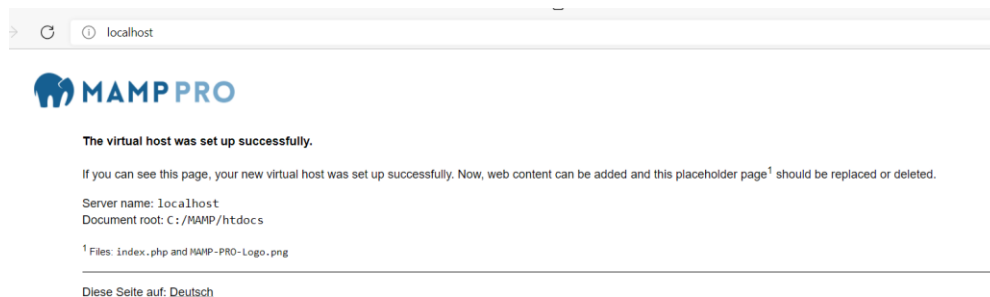 localhost
MAMP PRO
The virtual host was set up successfully.
If you can see this page, your new virtual host was set up successfully. Now, web content can be added and this placeholder page1 should be replaced or deleted.
Server name: localhost
Document root: C:/MAMP/htdocs
1 Files: index.php and MAMP-PRO-Logo.png
Diese Seite auf: Deutsch